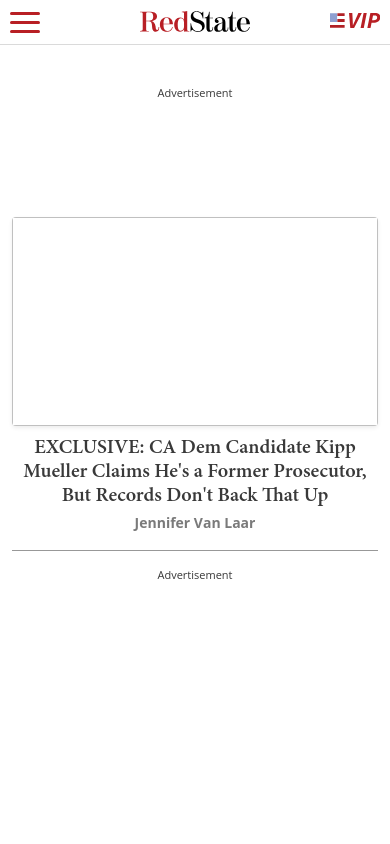 RedState
VIP
Advertisement
EXCLUSIVE: CA Dem Candidate Kipp
Mueller Claims He's a Former Prosecutor,
But Records Don't Back That Up
Jennifer Van Laar
Advertisement